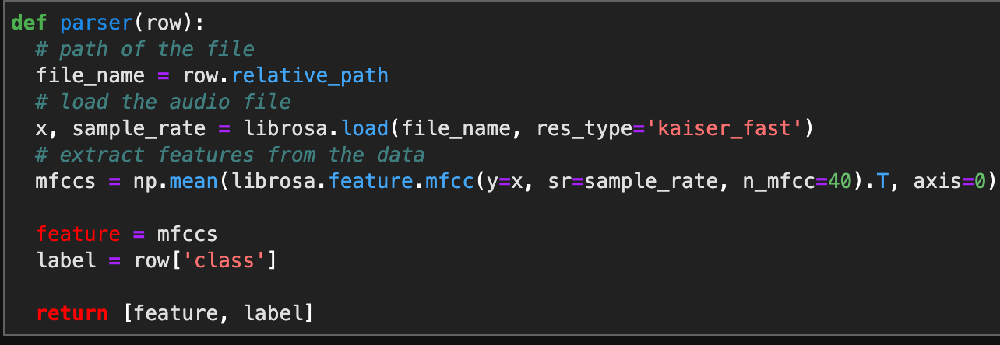 def parser(row):
  # path of the file
  file_name = row.relative_path
  # load the audio file
  x, sample_rate = librosa.load(file_name, res_type='kaiser_fast')
  # extract features from the data
  mfccs = np.mean(librosa.feature.mfcc(y=x, sr=sample_rate, n_mfcc=40).T, axis=0)
  feature = mfccs
  label = row['class']
  return [feature, label]